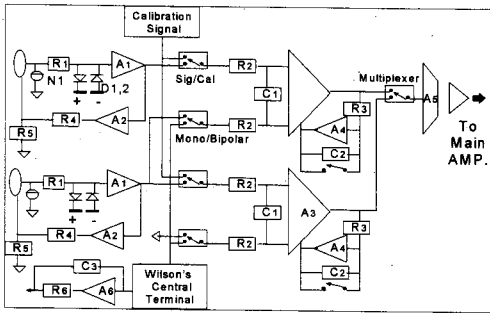 Calibration
Signal
R1
A1
N1
D1,2
+ -
R4
A2
R5
Sig/Cal
R2
C1
Mono/Bipolar
R2
Multiplexer
R3
A4
C2
A5
To
Main
AMP.
R1
A1
+ -
R4
A2
R5
R2
C1
R2
A3
R3
A4
C2
C3
R6
A6
Wilson's
Central
Terminal